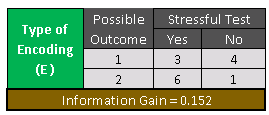 Type of Encoding (E)
Possible Outcome
Stressful Test
Yes No
1 3 4
2 6 1
Information Gain = 0.152